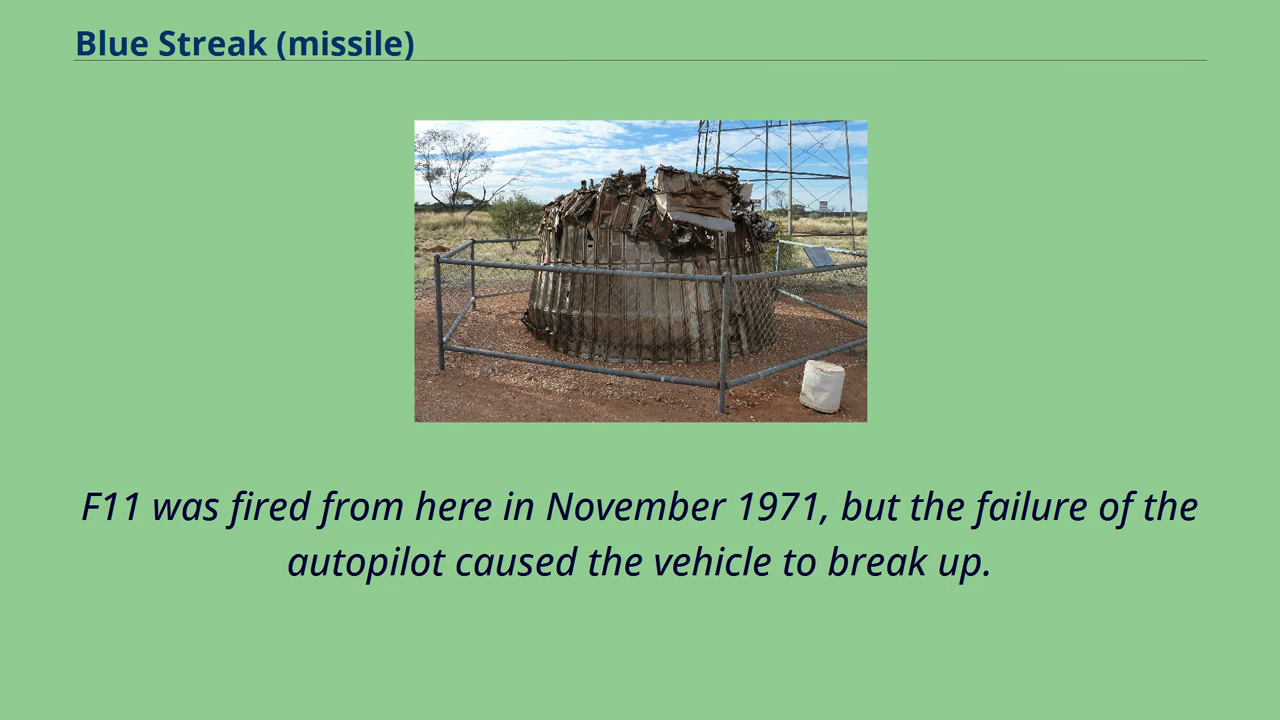 Blue Streak (missile)
F11 was fired from here in November 1971, but the failure of the
autopilot caused the vehicle to break up.